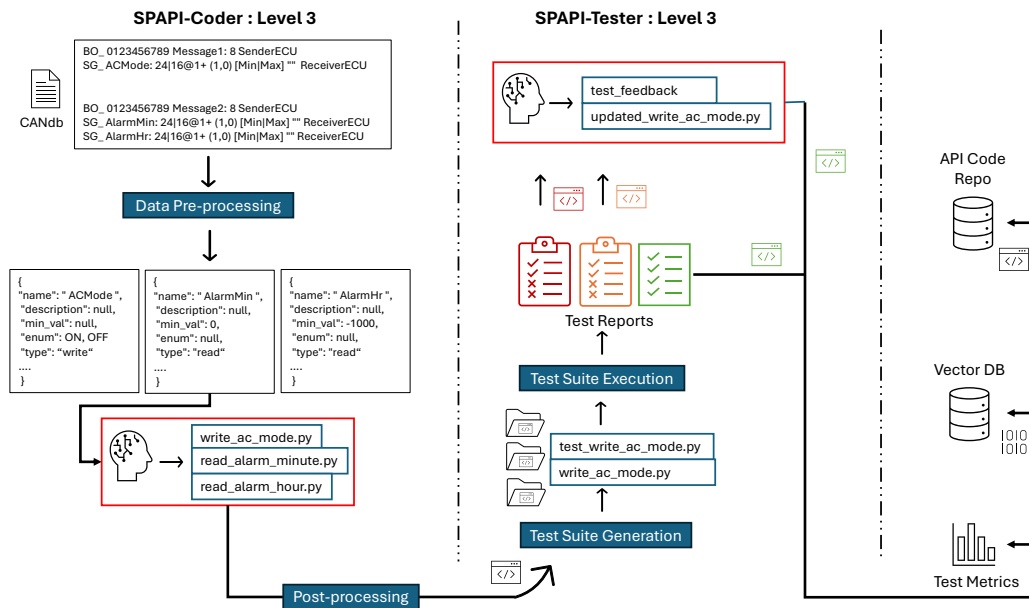 SPAPI-Coder : Level 3
BO_ 0123456789 Message1: 8 SenderECU
SG_ ACMode: 24|16@1+ (1,0) [Min|Max] "" ReceiverECU
BO_ 0123456789 Message2: 8 SenderECU
SG_ AlarmMin: 24|16@1+ (1,0) [Min|Max] "" ReceiverECU
SG_ AlarmHr: 24|16@1+ (1,0) [Min|Max] "" ReceiverECU
CANdb
Data Pre-processing
{
"name": " ACMode ",
"description": null,
"min_val": null,
"enum": ON, OFF
"type": “write“
....
}
{
"name": " AlarmMin ",
"description": null,
"min_val": 0,
"enum": null,
"type": "read“
....
}
{
"name": " AlarmHr ",
"description": null,
"min_val": -1000,
"enum": null,
"type": "read“
....
}
write_ac_mode.py
read_alarm_minute.py
read_alarm_hour.py
Post-processing
SPAPI-Tester : Level 3
test_feedback
updated_write_ac_mode.py
</>
</>
</>
</>
Test Reports
Test Suite Execution
test_write_ac_mode.py
write_ac_mode.py
</>
</>
</>
Test Suite Generation
</>
API Code
Repo
</>
Vector DB
1010
1010
Test Metrics